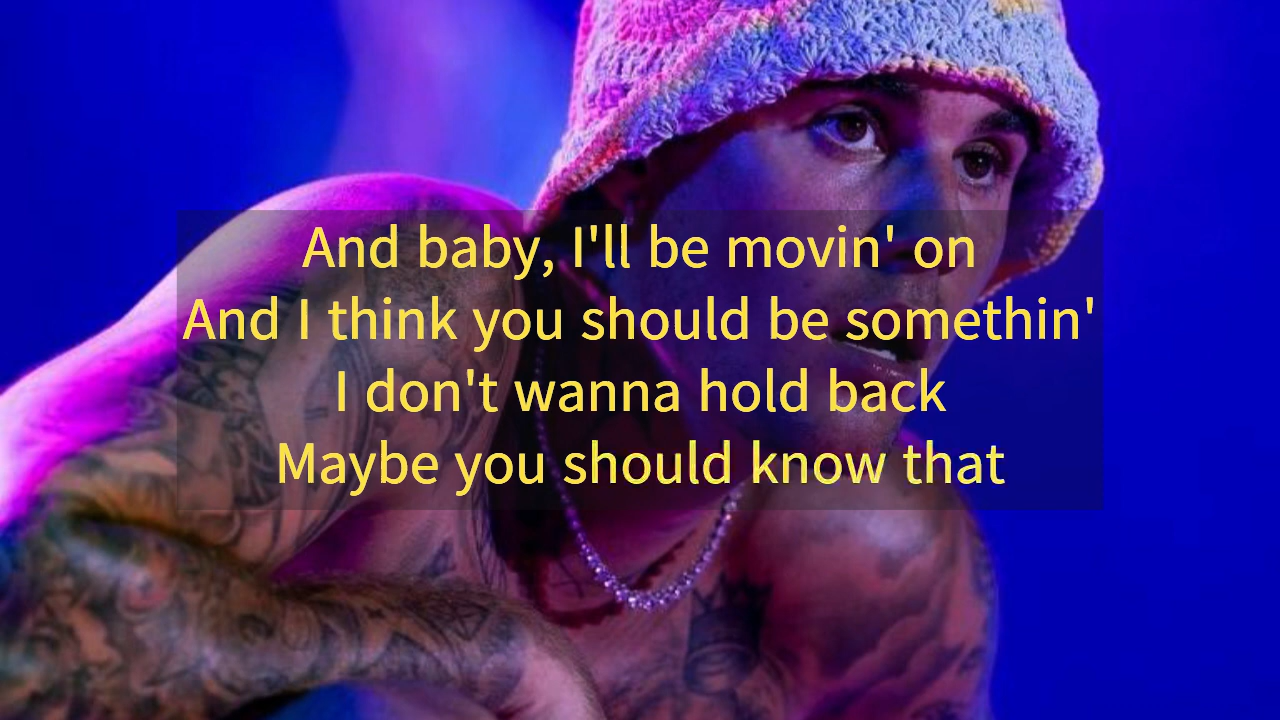 And baby, I'll be movin' on
And I think you should be somethin'
I don't wanna hold back
Maybe you should know that